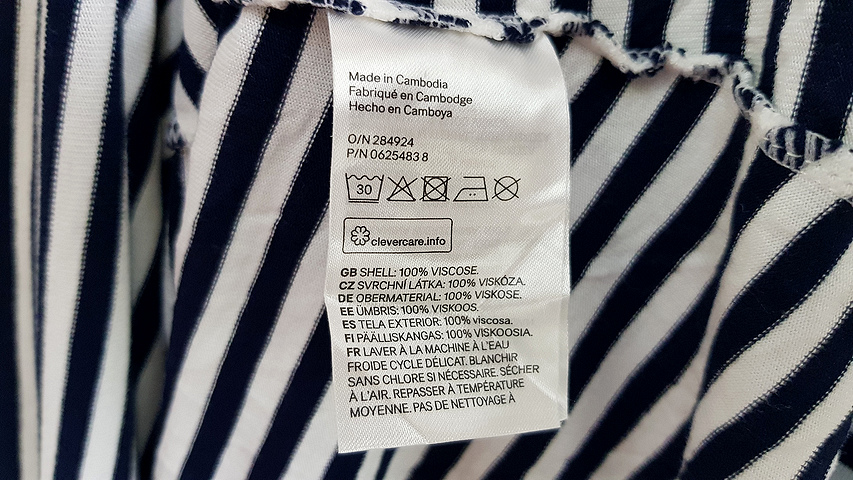 Made in Cambodia
Fabriqué en Cambodge
Hecho en Camboya
O/N 284924
P/N 0625483 8
30
clevercare.info
GB SHELL: 100% VISCOSE.
CZ SVRCHNÍ LÁTKA: 100% VISKÓZA.
DE OBERMATERIAL: 100% VISKOSE.
EE ÜMBRIS: 100% VISKOOS.
ES TELA EXTERIOR: 100% viscosa.
FI PÄÄLLISKANGAS: 100% VISKOOSIA.
FR LAVER À LA MACHINE À L'EAU
FROIDE CYCLE DÉLICAT. BLANCHIR
SANS CHLORE SI NÉCESSAIRE. SÉCHER
À L'AIR. REPASSER À TEMPÉRATURE
MOYENNE. PAS DE NETTOYAGE À